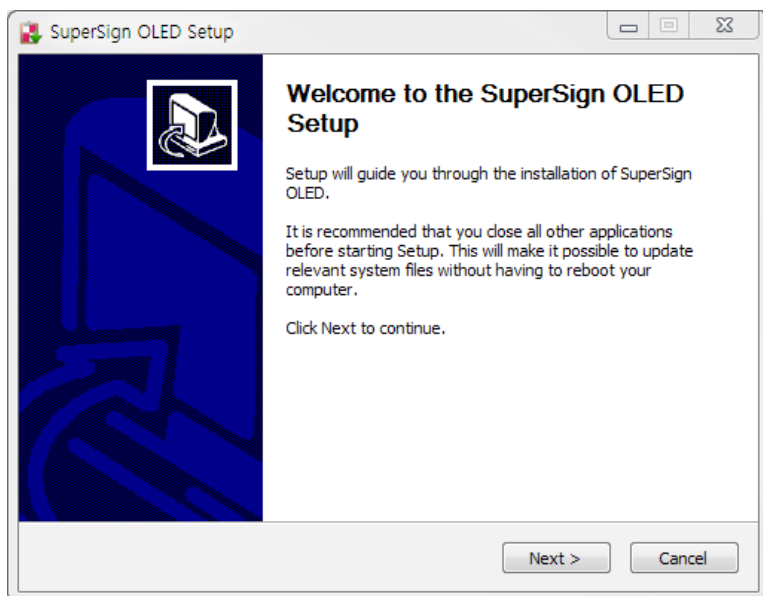 SuperSign OLED Setup
Welcome to the SuperSign OLED
Setup
Setup will guide you through the installation of SuperSign
OLED.
It is recommended that you close all other applications
before starting Setup. This will make it possible to update
relevant system files without having to reboot your
computer.
Click Next to continue.
Next >
Cancel